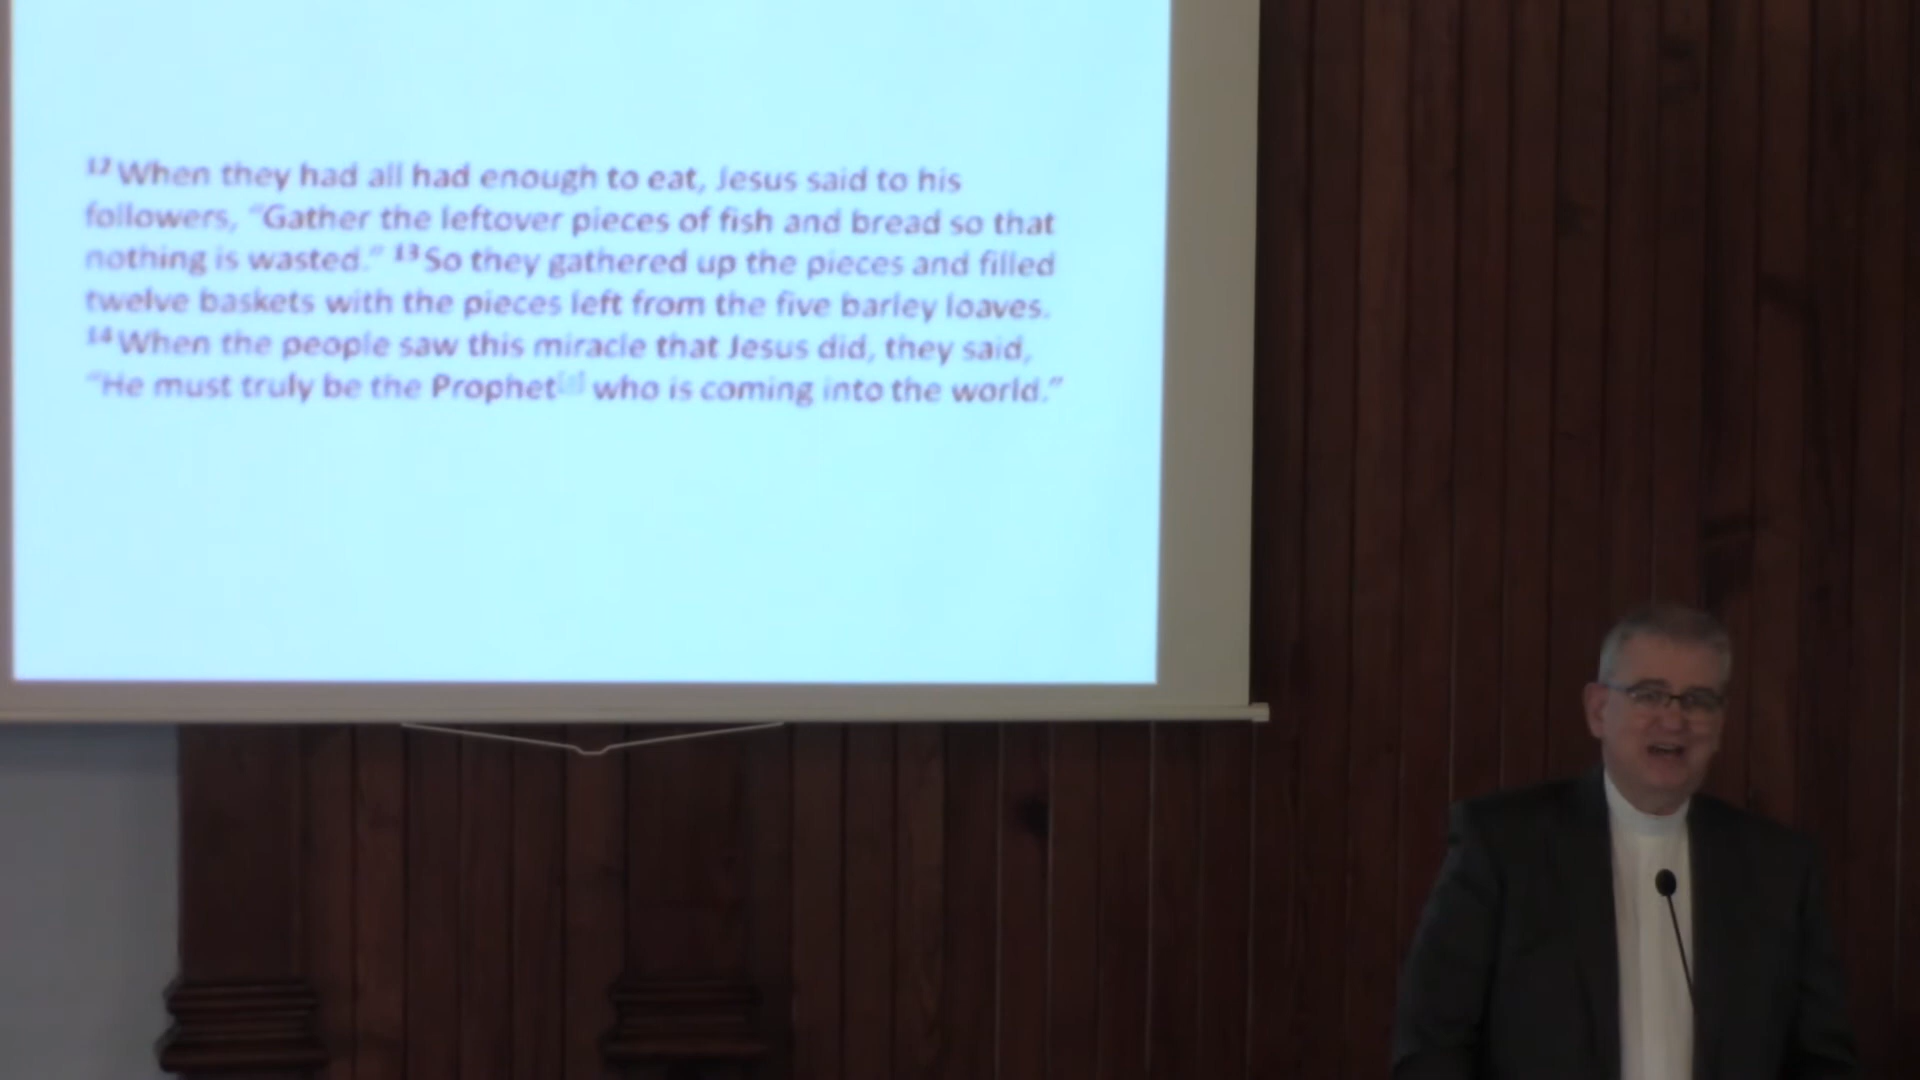 12 When they had all had enough to eat, Jesus said to his
followers, “Gather the leftover pieces of fish and bread so that
nothing is wasted.” 13 So they gathered up the pieces and filled
twelve baskets with the pieces left from the five barley loaves.
14 When the people saw this miracle that Jesus did, they said,
“He must truly be the Prophet who is coming into the world.”